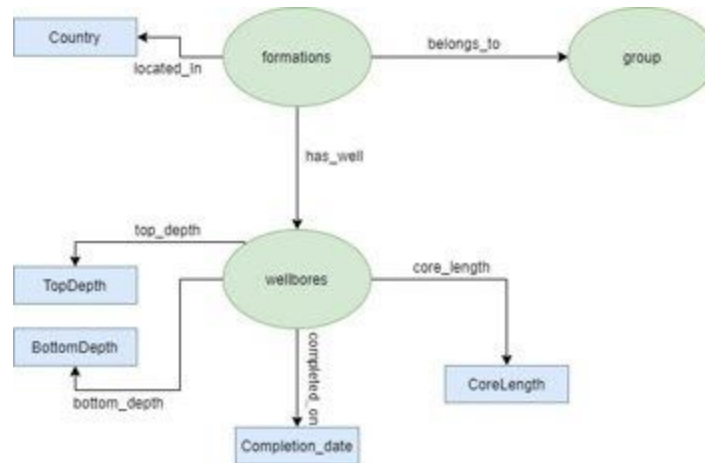 Country
located_in
formations
belongs_to
group
has_well
top_depth
wellbores
core_length
TopDepth
BottomDepth
completed_on
CoreLength
bottom_depth
Completion_date